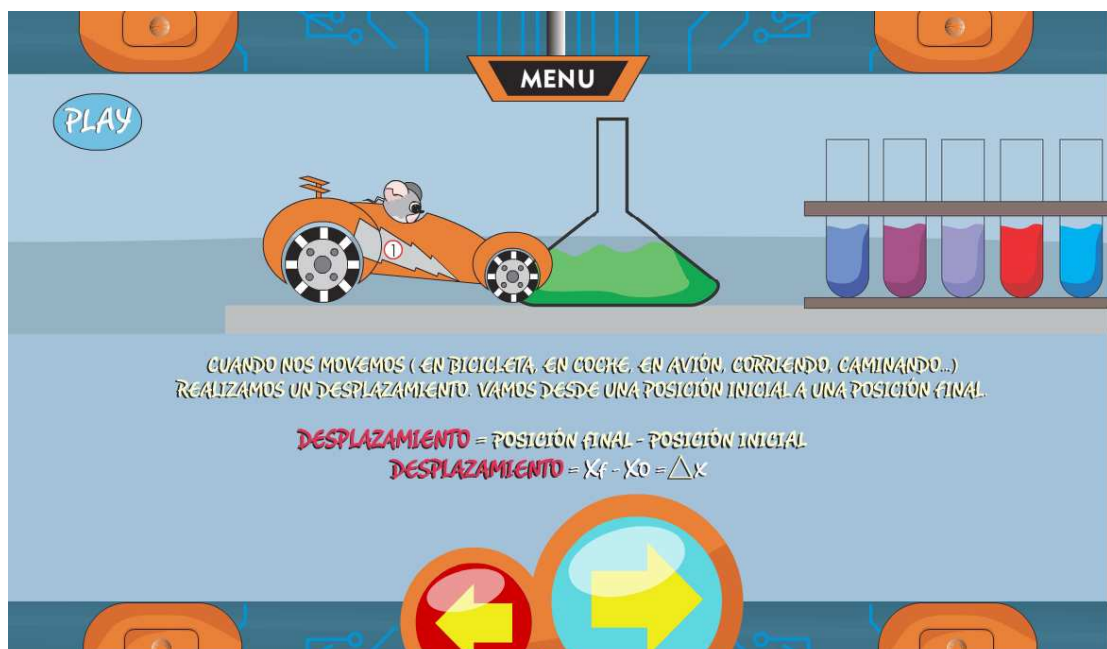 MENU
PLAY
1
CUANDO NOS MOVEMOS ( EN BICICLETA, EN COCHE, EN AVIÓN, CORRIENDO, CAMINANDO...)
REALIZAMOS UN DESPLAZAMIENTO. VAMOS DESDE UNA POSICIÓN INICIAL A UNA POSICIÓN FINAL.
DESPLAZAMIENTO = POSICIÓN FINAL - POSICIÓN INICIAL
DESPLAZAMIENTO = Xf - X0 = △x